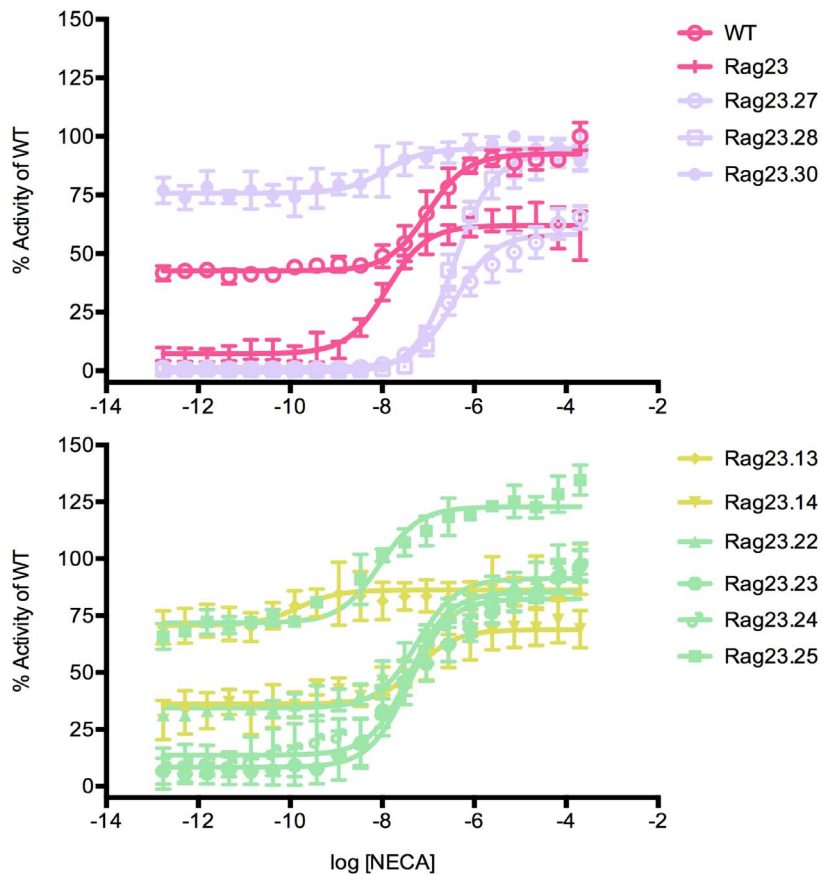 150
125
100
75
50
25
0
% Activity of WT
-14
-12
-10
-8
-6
-4
-2
WT
Rag23
Rag23.27
Rag23.28
Rag23.30
150
125
100
75
50
25
0
% Activity of WT
-14
-12
-10
-8
-6
-4
-2
log [NECA]
Rag23.13
Rag23.14
Rag23.22
Rag23.23
Rag23.24
Rag23.25